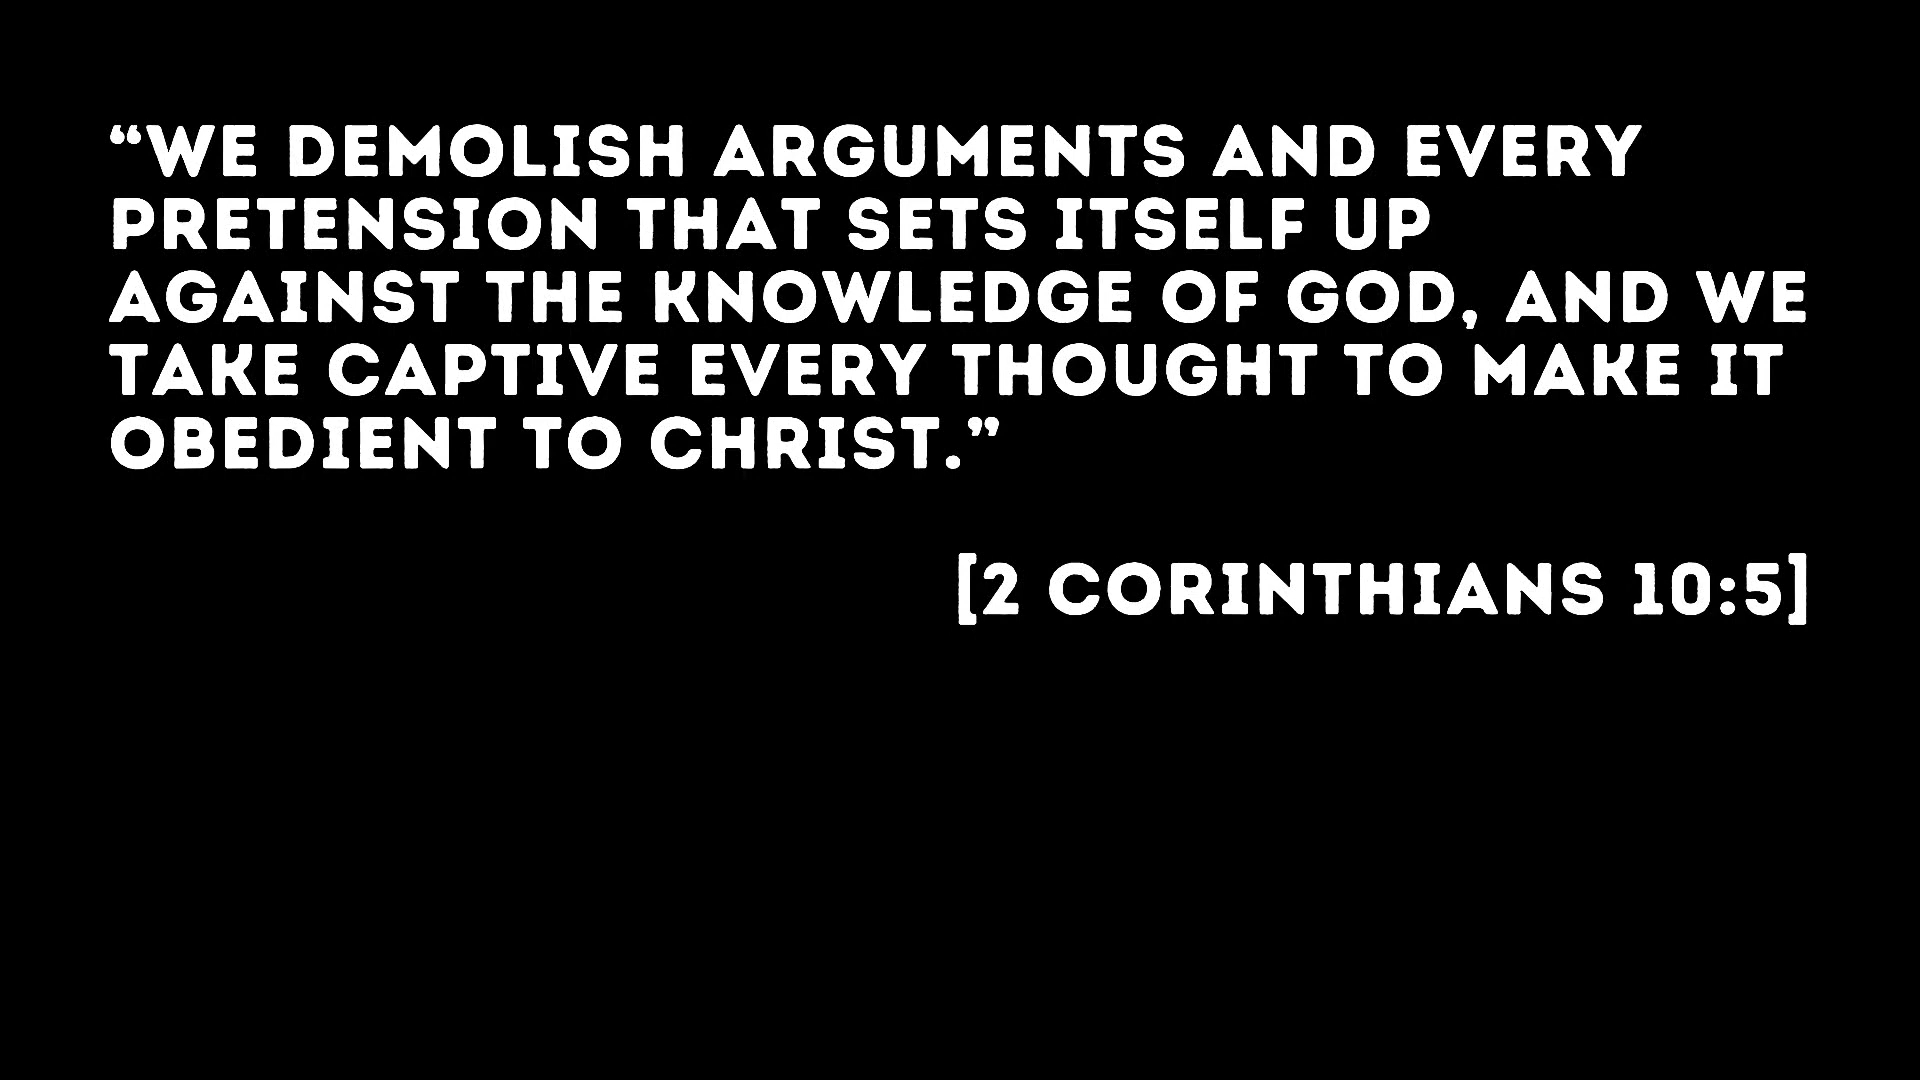 “WE DEMOLISH ARGUMENTS AND EVERY
PRETENSION THAT SETS ITSELF UP
AGAINST THE KNOWLEDGE OF GOD, AND WE
TAKE CAPTIVE EVERY THOUGHT TO MAKE IT
OBEDIENT TO CHRIST.”
[2 CORINTHIANS 10:5]